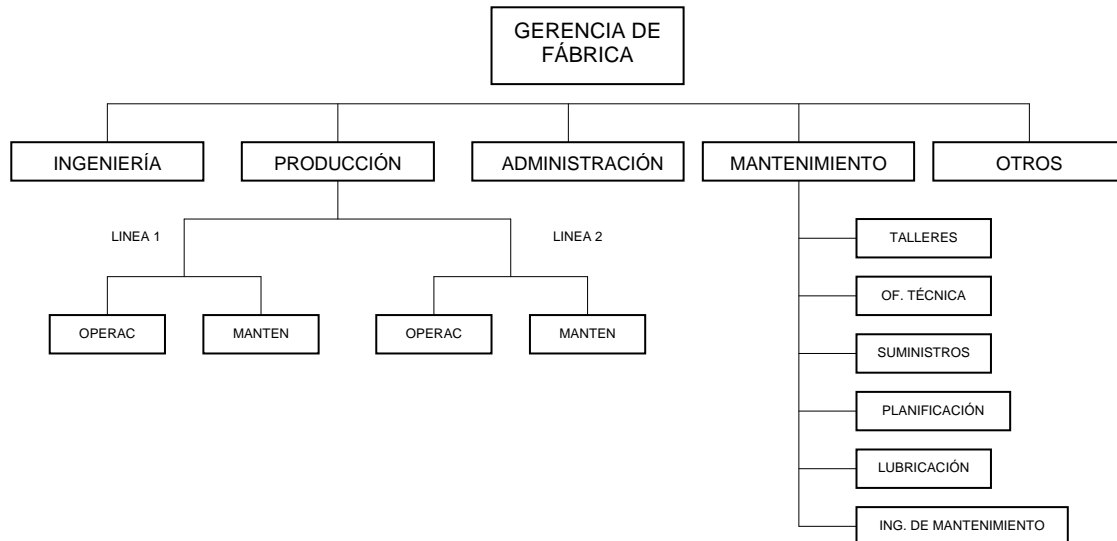 GERENCIA DE
FÁBRICA
INGENIERÍA
PRODUCCIÓN
ADMINISTRACIÓN
MANTENIMIENTO
OTROS
LINEA 1
LINEA 2
OPERAC
MANTEN
OPERAC
MANTEN
TALLERES
OF. TÉCNICA
SUMINISTROS
PLANIFICACIÓN
LUBRICACIÓN
ING. DE MANTENIMIENTO